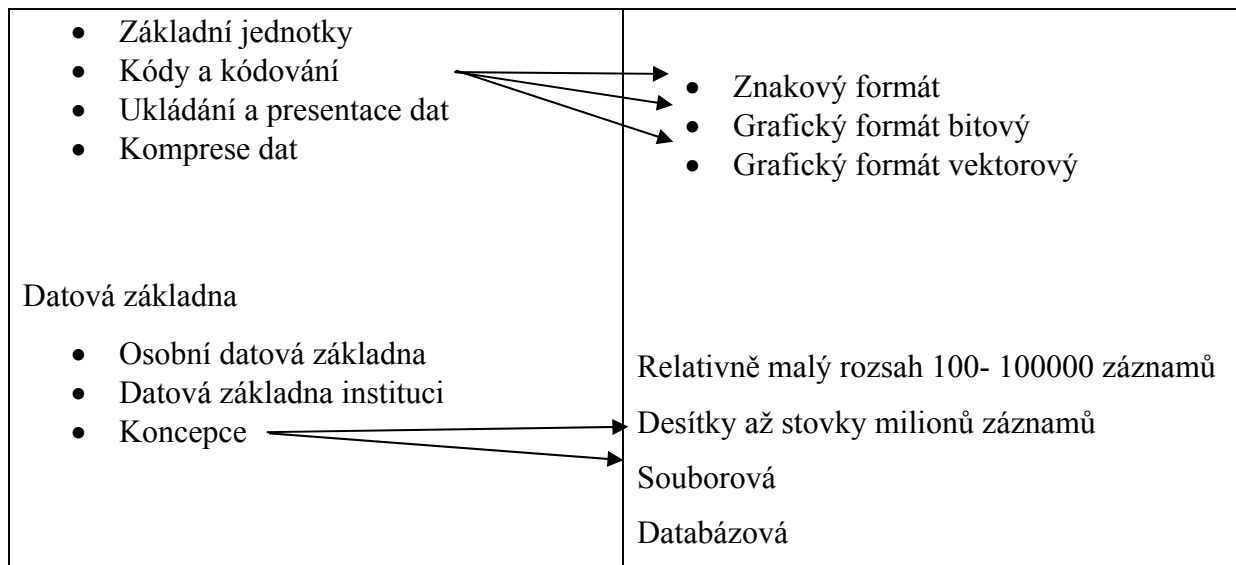 • Základní jednotky
• Kódy a kódování
• Ukládání a presentace dat
• Komprese dat
• Znakový formát
• Grafický formát bitový
• Grafický formát vektorový
Datová základna
• Osobní datová základna
• Datová základna instituci
• Koncepce
Relativně malý rozsah 100- 100000 záznamů
Desítky až stovky milionů záznamů
Souborová
Databázová